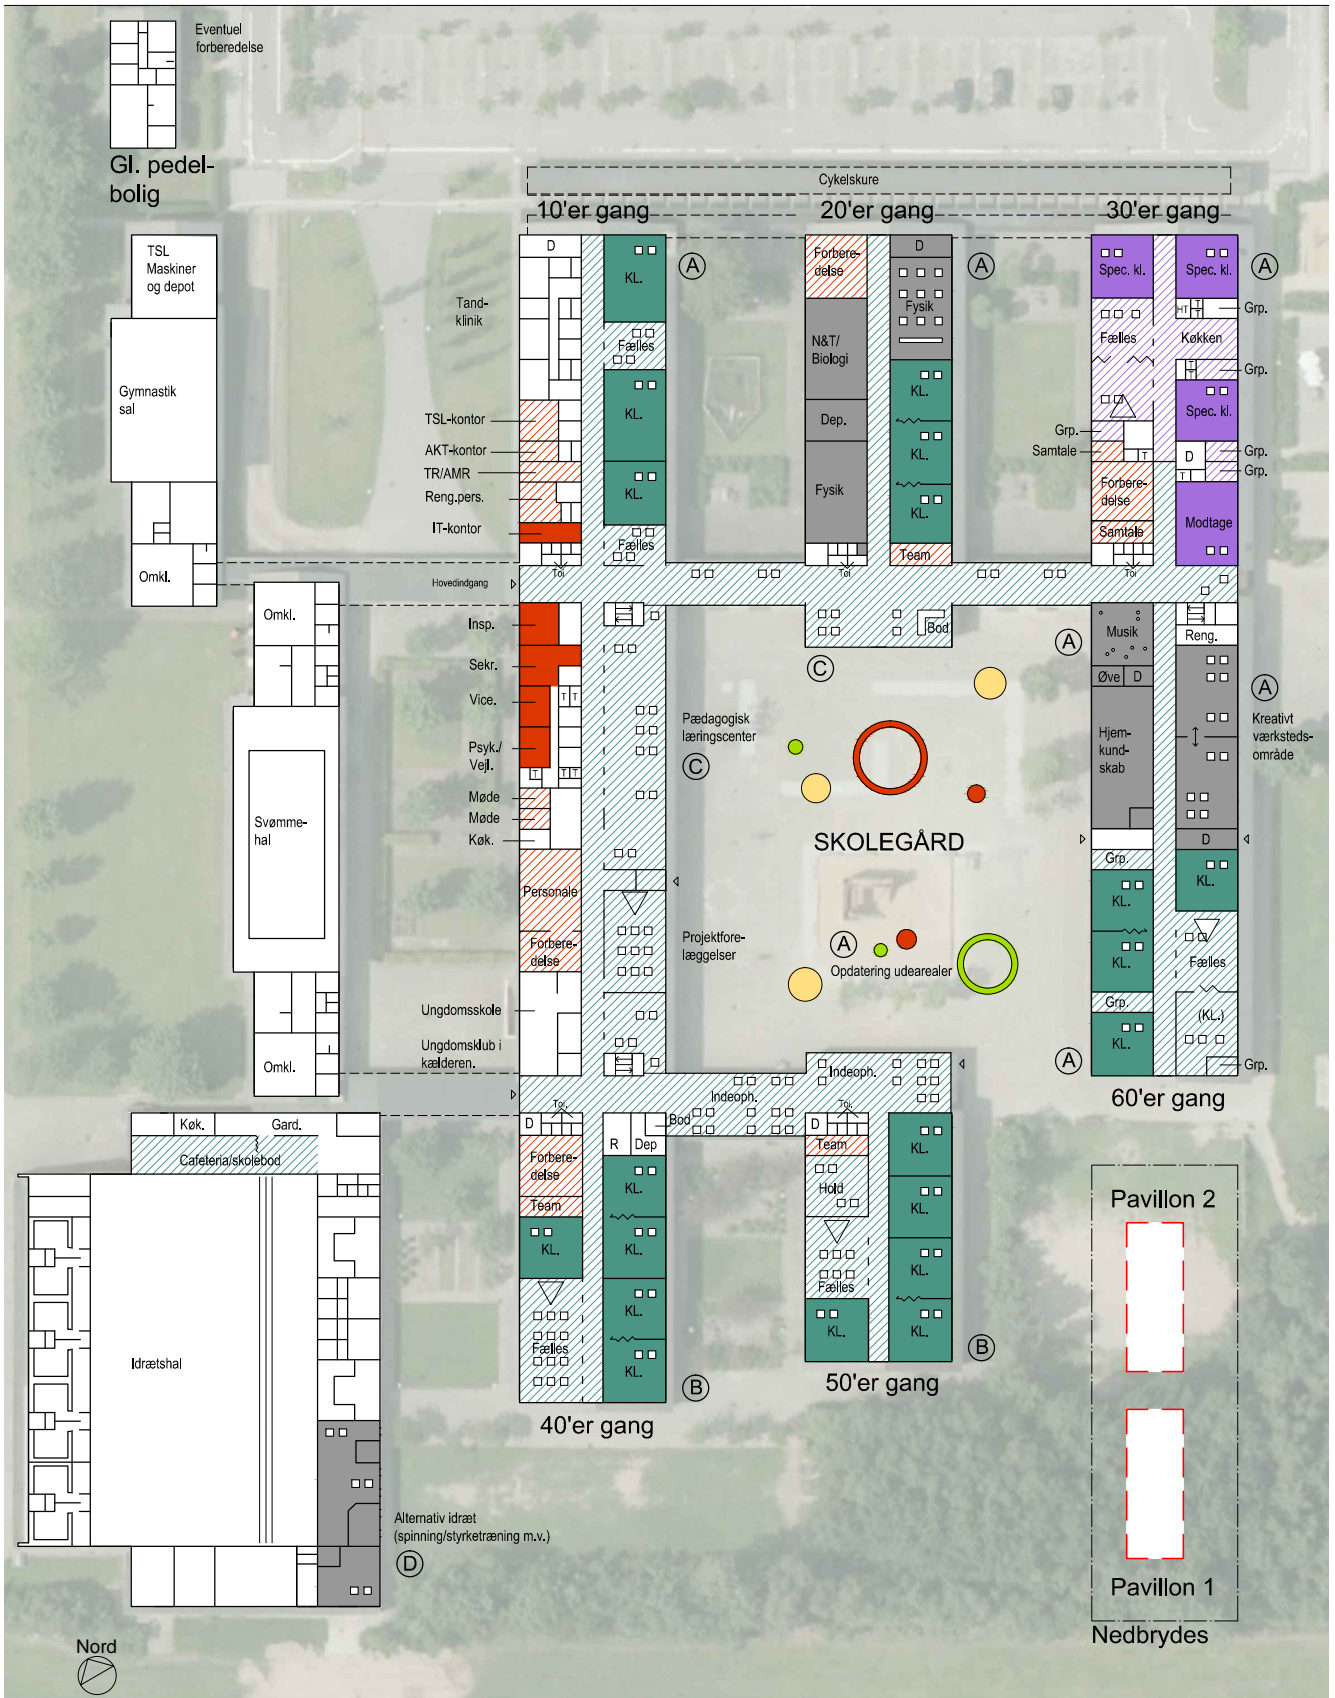 Eventuel
forberedelse
Gl. pedel-
bolig
Cykelskure
10'er gang
20'er gang
30'er gang
TSL
Maskiner
og depot
Gymnastik
sal
Omkl.
D
Tand-
klinik
KL.
Fælles
KL.
KL.
Fælles
A
TSL-kontor
AKT-kontor
TR/AMR
Reng.pers.
IT-kontor
Toi.
Forbere-
delse
N&T/
Biologi
Dep.
Fysik
Toi.
D
Fysik
KL.
KL.
KL.
Team
A
Spec. kl.
Fælles
Grp.
Samtale
T
Forbere-
delse
Samtale
Toi.
Spec. kl.
HT
T
T
Grp.
Køkken
T
T
Grp.
Spec. kl.
D
Grp.
T
Grp.
Modtage
A
Hovedindgang
Bod
C
Omkl.
Svømme-
hal
Omkl.
Insp.
Sekr.
Vice.
T
T
Psyk./
Vejl.
T
T
T
Møde
Møde
Køk.
Personale
Forbere-
delse
Ungdomsskole
Ungdomsklub i
kælderen.
Pædagogisk
læringscenter
C
Projektfore-
læggelser
SKOLEGÅRD
A
Opdatering udearealer
A
Musik
Øve
D
Hjem-
kund-
skab
Grp.
KL.
KL.
Grp.
KL.
A
Reng.
A
Kreativt
værksteds-
område
D
KL.
Fælles
(KL.)
Grp.
60'er gang
Indeoph.
Indeoph.
Køk.
Gard.
Cafeteria/skolebod
Idrætshal
Alternativ idræt
(spinning/styrketræning m.v.)
D
D
Toi.
Forbere-
delse
Team
KL.
Fælles
Bod
R
Dep
KL.
KL.
KL.
KL.
B
40'er gang
D
Toi.
Team
Hold
Fælles
KL.
KL.
KL.
KL.
KL.
B
50'er gang
Pavillon 2
Pavillon 1
Nedbrydes
Nord